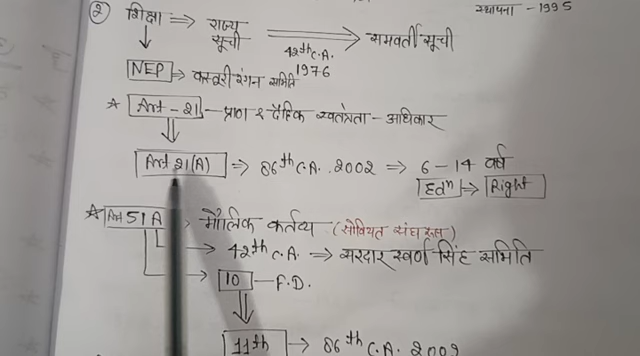 स्थापना - 1995
② शिक्षा ⇒ राज्य सूची ⟹ समवर्ती सूची
42th C.A. 1976
NEP → कस्तूरी रंगन समिति
☆ Art - 21 - प्राण & दैहिक स्वतंत्रता - अधिकार
Art 21(A) ⇒ 86th C.A. 2002 ⇒ 6 - 14 वर्ष
Edn → Right
☆ Art 51 A → मौलिक कर्तव्य (सोवियत संघ रूस)
→ 42th C.A. ⇒ सरदार स्वर्ण सिंह समिति
→ 10 - F.D.
11th → 86th C.A. 2002